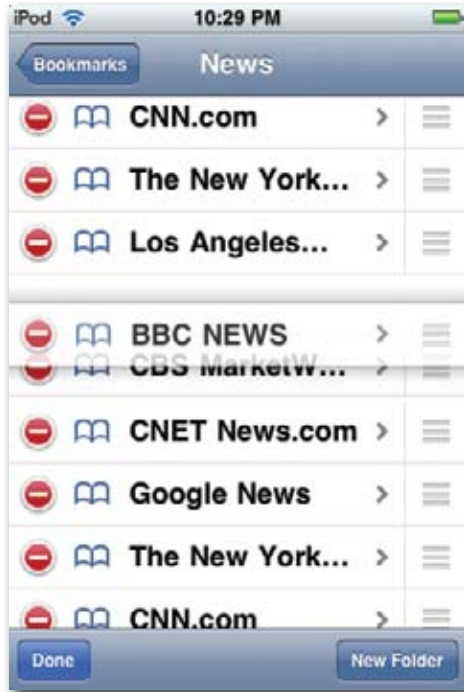 iPod 10:29 PM
Bookmarks News
CNN.com
The New York...
Los Angeles...
BBC NEWS
CBS MarketW...
CNET News.com
Google News
The New York...
CNN.com
Done New Folder